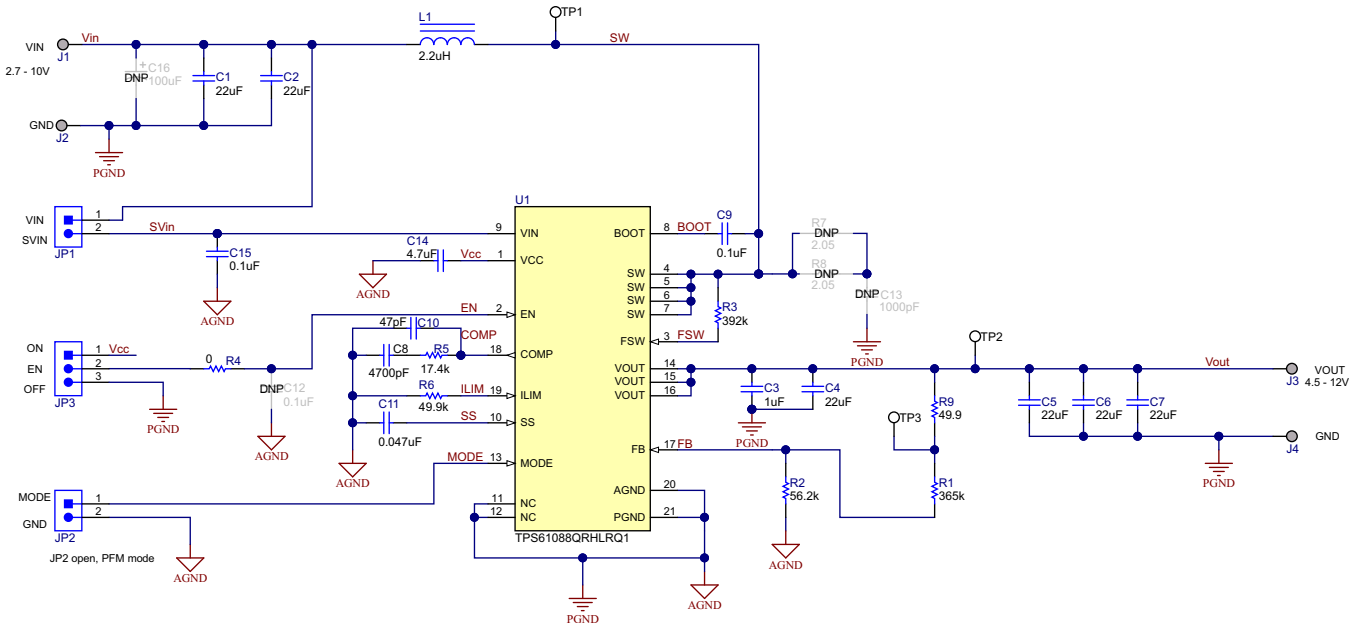 L1
2.2uH
TP1
SW
VIN
2.7 - 10V
J1
Vin
DNP
+
C16
100uF
C1
22uF
C2
22uF
GND
J2
PGND
VIN
SVIN
JP1
1
2
SVin
C15
0.1uF
AGND
C14
4.7uF
Vcc
AGND
ON
EN
OFF
JP3
1
2
3
Vcc
PGND
0
R4
DNP
C12
0.1uF
AGND
EN
47pF
C10
COMP
C8
4700pF
R5
17.4k
R6
49.9k
ILIM
C11
0.047uF
SS
AGND
MODE
MODE
GND
JP2
1
2
JP2 open, PFM mode
AGND
U1
9
VIN
1
VCC
2
EN
18
COMP
19
ILIM
10
SS
13
MODE
11
NC
12
NC
BOOT
8
SW
4
SW
5
SW
6
SW
7
FSW
3
VOUT
14
VOUT
15
VOUT
16
FB
17
AGND
20
PGND
21
TPS61088QRHLRQ1
PGND
AGND
BOOT
C9
0.1uF
R7
DNP
2.05
R8
DNP
2.05
DNP
C13
1000pF
PGND
R3
392k
FSW
C3
1uF
C4
22uF
PGND
TP2
TP3
R9
49.9
R1
365k
FB
R2
56.2k
AGND
C5
22uF
C6
22uF
C7
22uF
Vout
J3
VOUT
4.5 - 12V
GND
J4
PGND